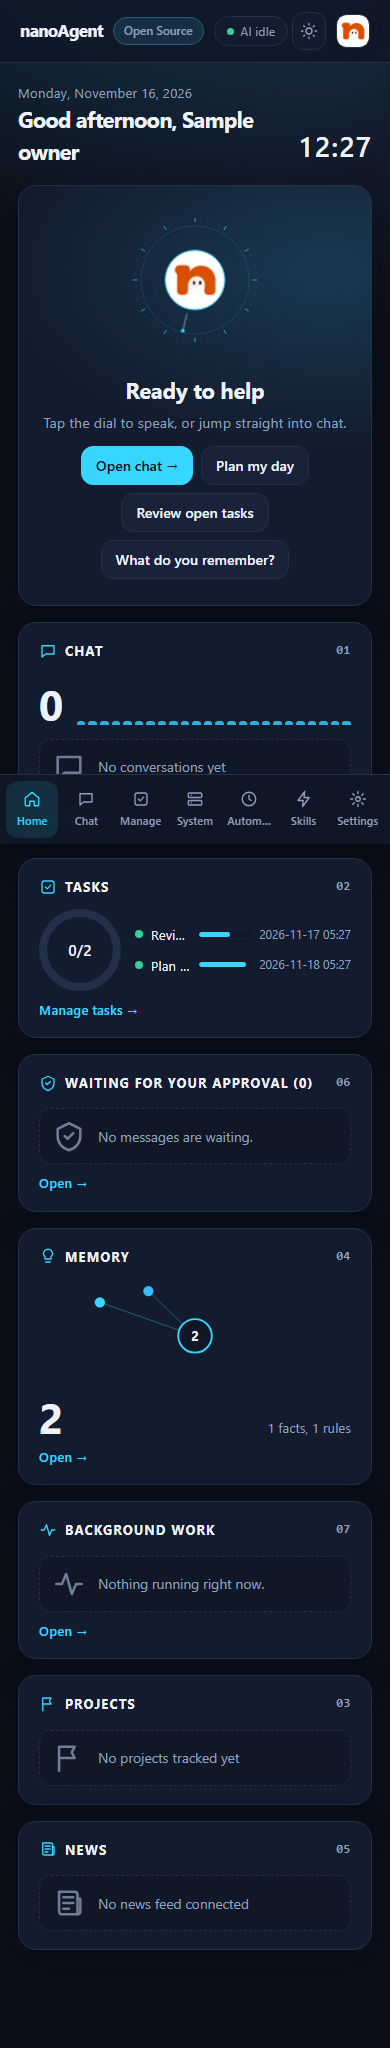 nanoAgent
Open Source
AI idle
Monday, November 16, 2026
Good afternoon, Sample
owner
12:27
Ready to help
Tap the dial to speak, or jump straight into chat.
Open chat →
Plan my day
Review open tasks
What do you remember?
CHAT
01
0
No conversations yet
Home
Chat
Manage
System
Autom...
Skills
Settings
TASKS
02
0/2
Revi...
2026-11-17 05:27
Plan ...
2026-11-18 05:27
Manage tasks →
WAITING FOR YOUR APPROVAL (0)
06
No messages are waiting.
Open →
MEMORY
04
2
2
1 facts, 1 rules
Open →
BACKGROUND WORK
07
Nothing running right now.
Open →
PROJECTS
03
No projects tracked yet
NEWS
05
No news feed connected